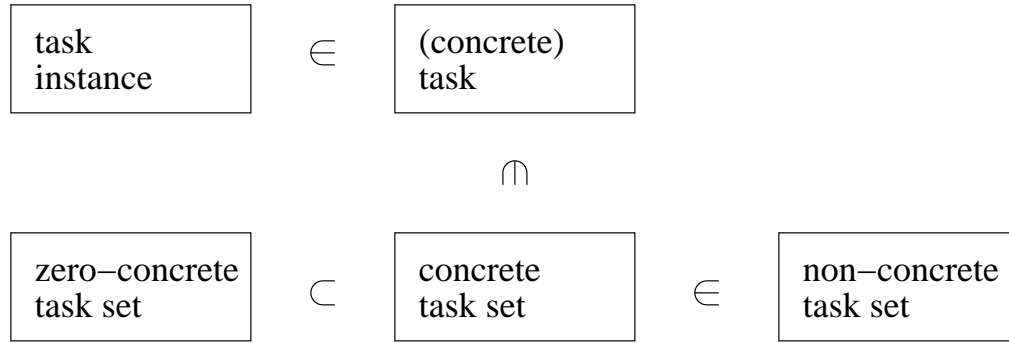 task
instance
∈
(concrete)
task
⋒
zero−concrete
task set
⊂
concrete
task set
∈
non−concrete
task set